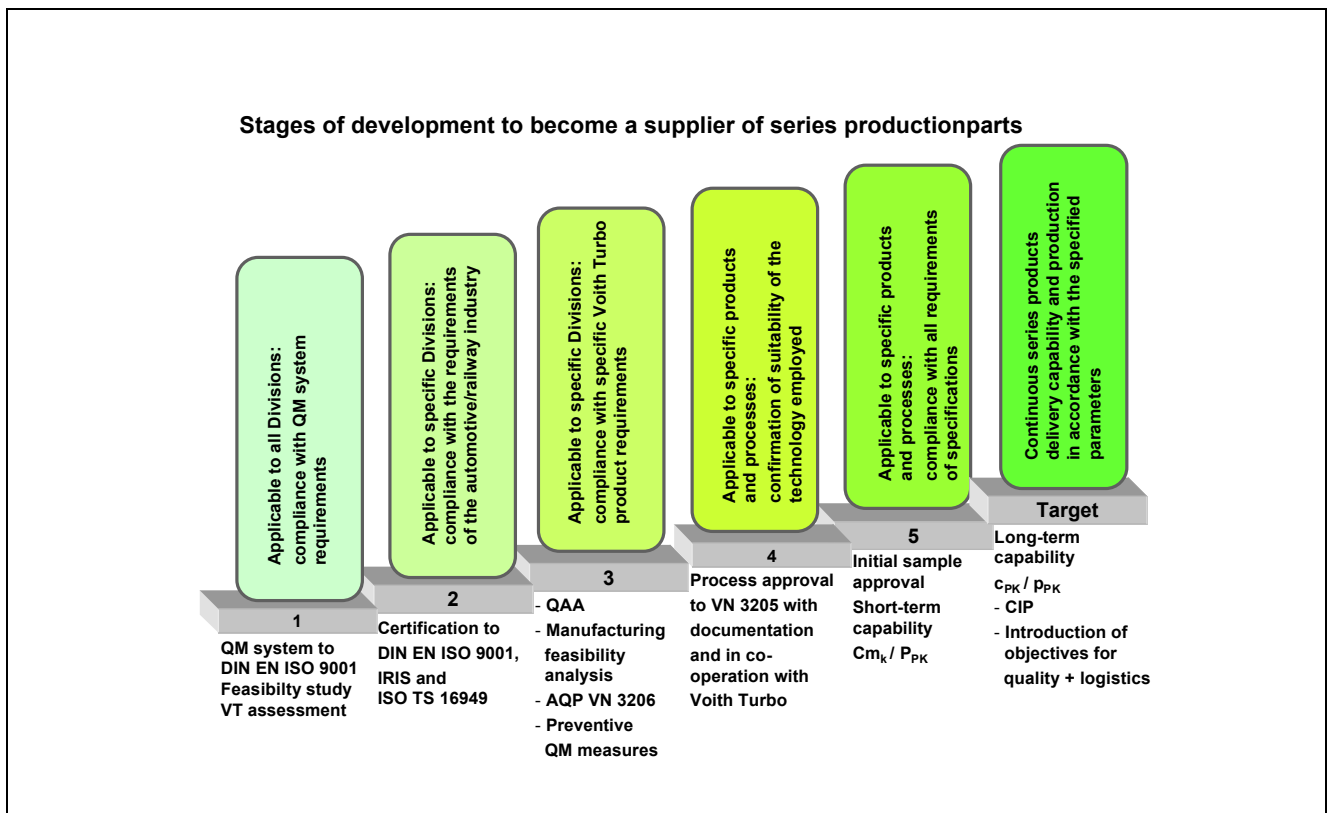 Stages of development to become a supplier of series productionparts
Applicable to all Divisions:
compliance with QM system
requirements
1
QM system to
DIN EN ISO 9001
Feasibilty study
VT assessment
Applicable to specific Divisions:
compliance with the requirements
of the automotive/railway industry
2
Certification to
DIN EN ISO 9001,
IRIS and
ISO TS 16949
Applicable to specific Divisions:
compliance with specific Voith Turbo
product requirements
3
- QAA
- Manufacturing
feasibility
analysis
- AQP VN 3206
- Preventive
QM measures
Applicable to specific products
and processes:
confirmation of suitability of the
technology employed
4
Process approval
to VN 3205 with
documentation
and in co-
operation with
Voith Turbo
Applicable to specific products
and processes:
compliance with all requirements
of specifications
5
Initial sample
approval
Short-term
capability
Cmk / PPK
Continuous series products
delivery capability and production
in accordance with the specified
parameters
Target
Long-term
capability
cPK / pPK
- CIP
- Introduction of
objectives for
quality + logistics